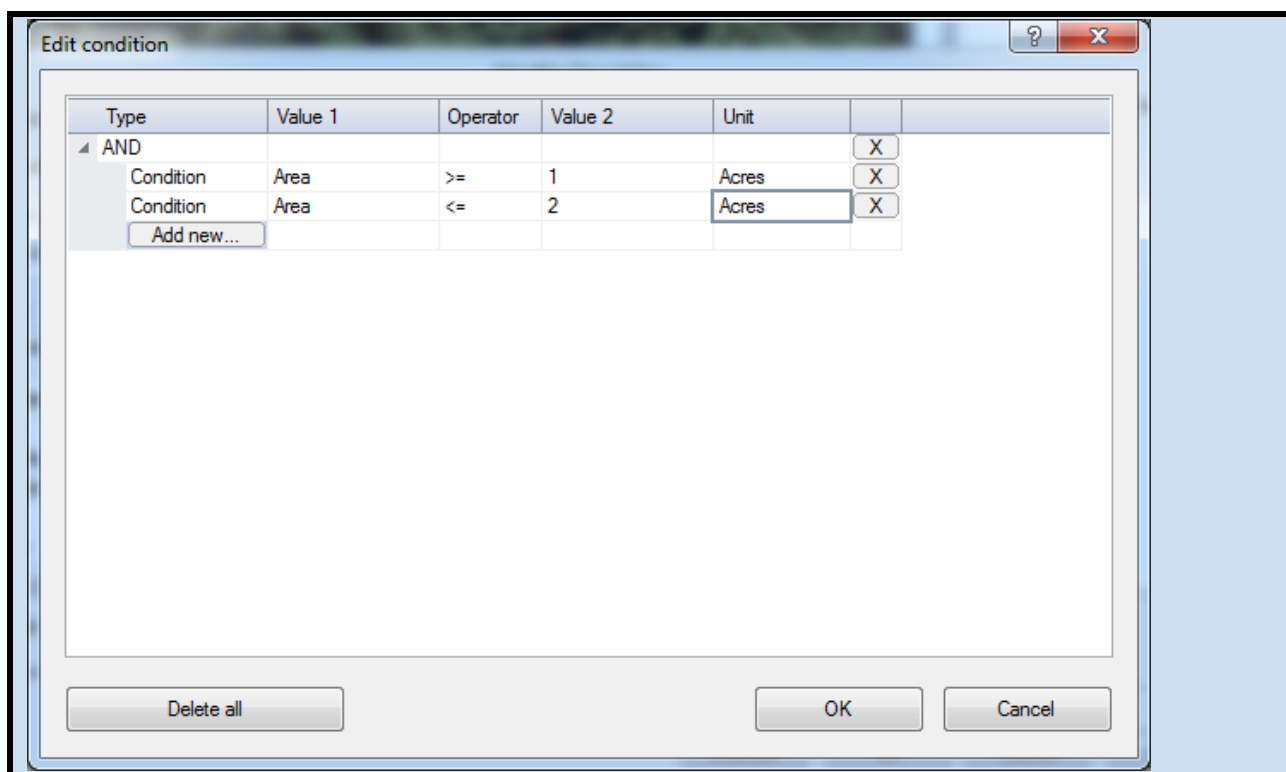 Edit condition
? X
Type Value 1 Operator Value 2 Unit
AND X
Condition Area >= 1 Acres X
Condition Area <= 2 Acres X
Add new...
Delete all OK Cancel